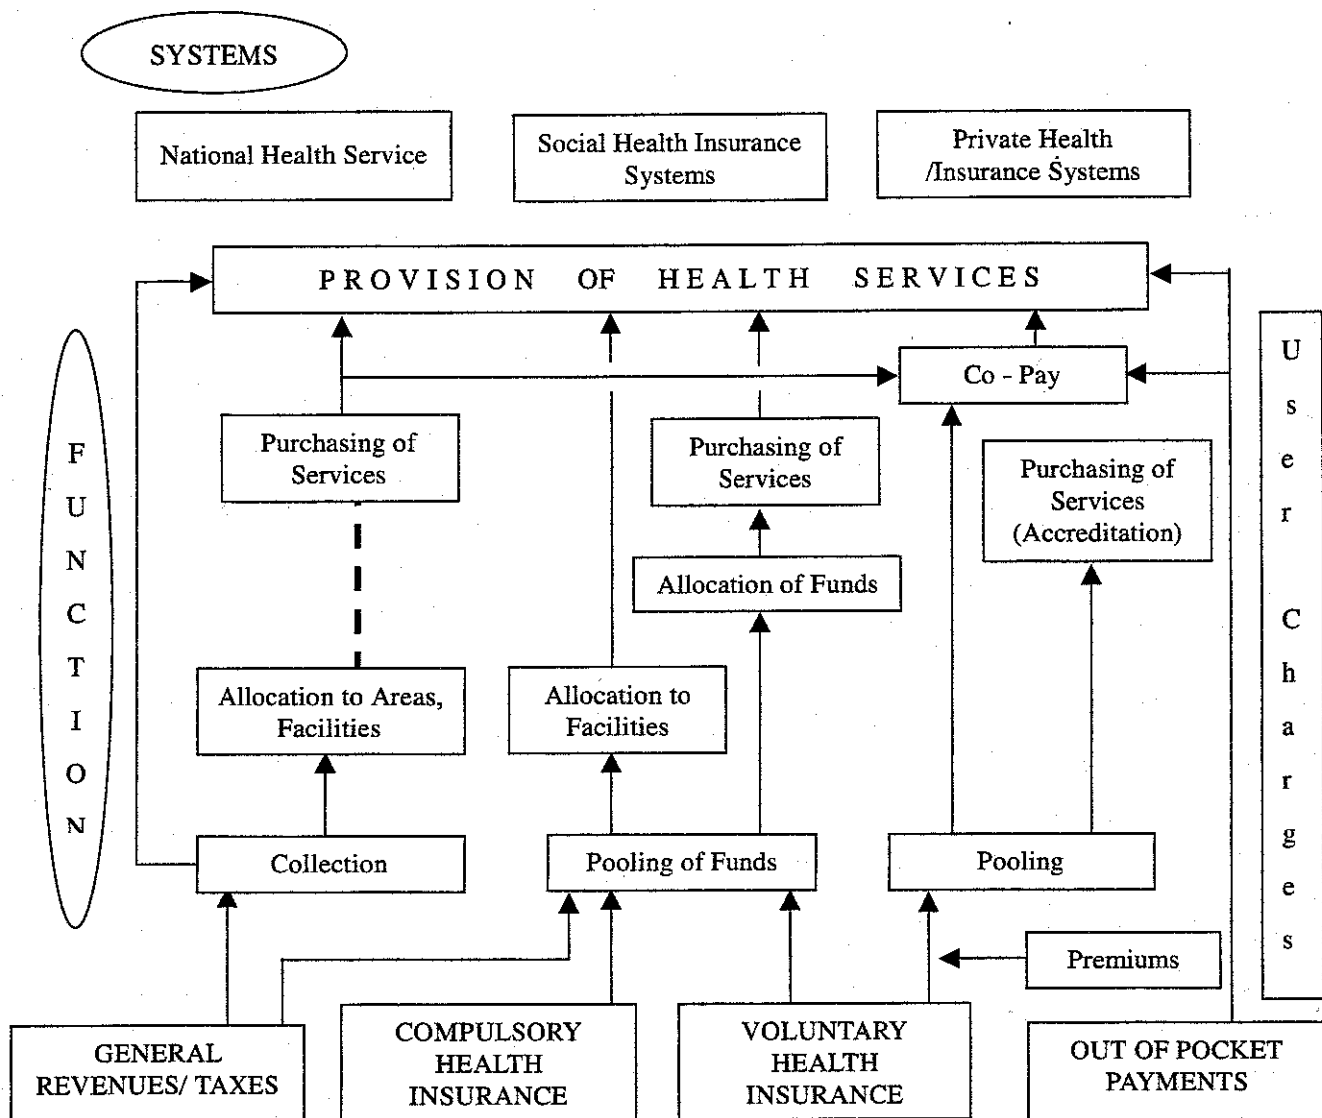 SYSTEMS
National Health Service
Social Health Insurance
Systems
Private Health
/Insurance Systems
PROVISION OF HEALTH SERVICES
Co - Pay
Purchasing of
Services
Purchasing of
Services
Purchasing of
Services
(Accreditation)
Allocation of Funds
Allocation to Areas,
Facilities
Allocation to
Facilities
Collection
Pooling of Funds
Pooling
Premiums
GENERAL
REVENUES/ TAXES
COMPULSORY
HEALTH
INSURANCE
VOLUNTARY
HEALTH
INSURANCE
OUT OF POCKET
PAYMENTS
FUNCTION
User Charges